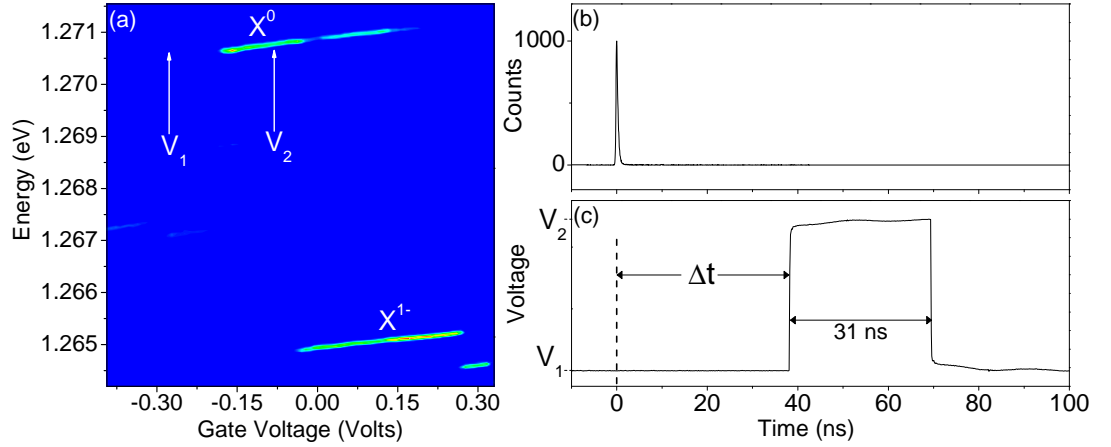 (a)
X0
V1
V2
X1-
1.271
1.270
1.269
1.268
1.267
1.266
1.265
Energy (eV)
-0.30
-0.15
0.00
0.15
0.30
Gate Voltage (Volts)
(b)
1000
0
Counts
(c)
V2
V1
Voltage
Δt
31 ns
0
20
40
60
80
100
Time (ns)